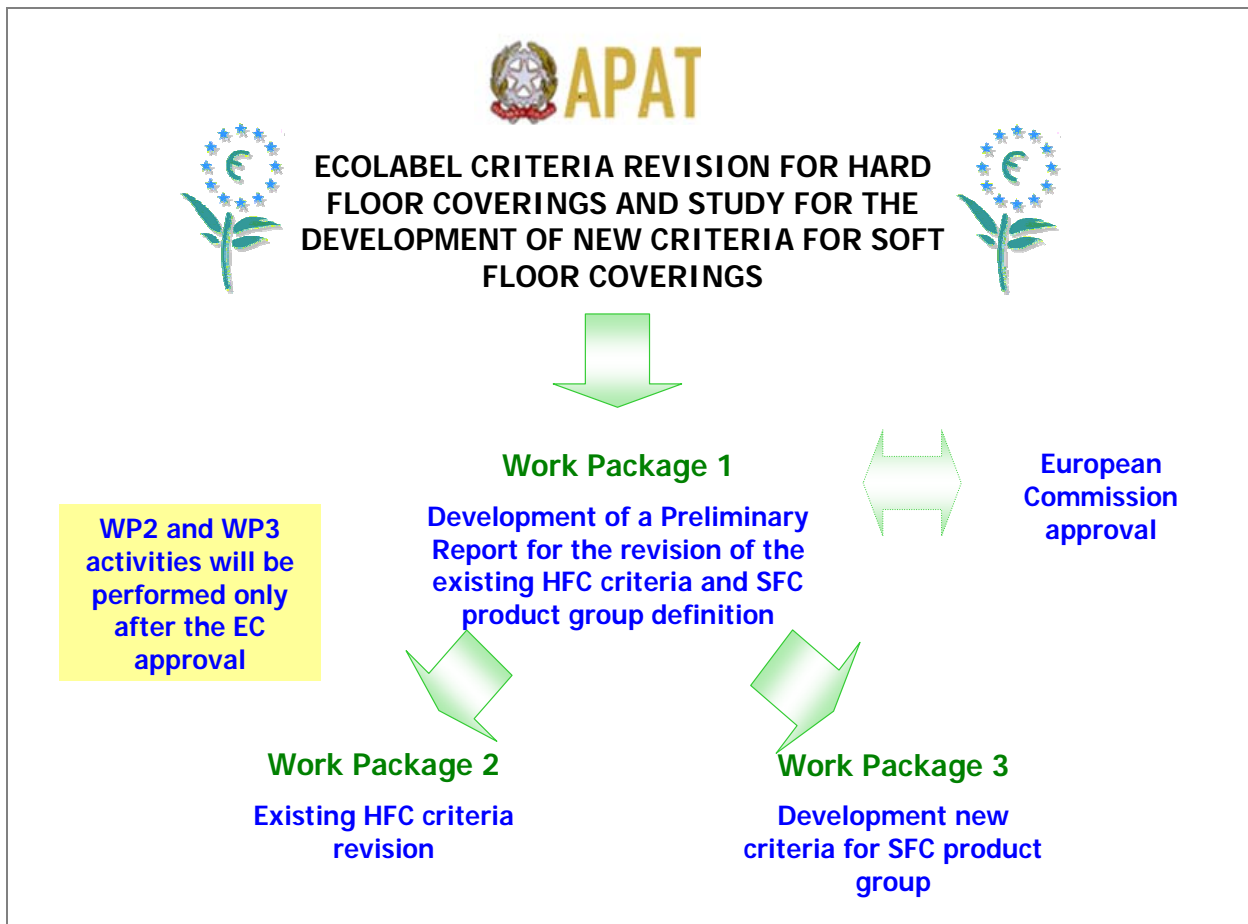 APAT
ECOLABEL CRITERIA REVISION FOR HARD
FLOOR COVERINGS AND STUDY FOR THE
DEVELOPMENT OF NEW CRITERIA FOR SOFT
FLOOR COVERINGS
Work Package 1
Development of a Preliminary
Report for the revision of the
existing HFC criteria and SFC
product group definition
European
Commission
approval
WP2 and WP3
activities will be
performed only
after the EC
approval
Work Package 2
Existing HFC criteria
revision
Work Package 3
Development new
criteria for SFC product
group